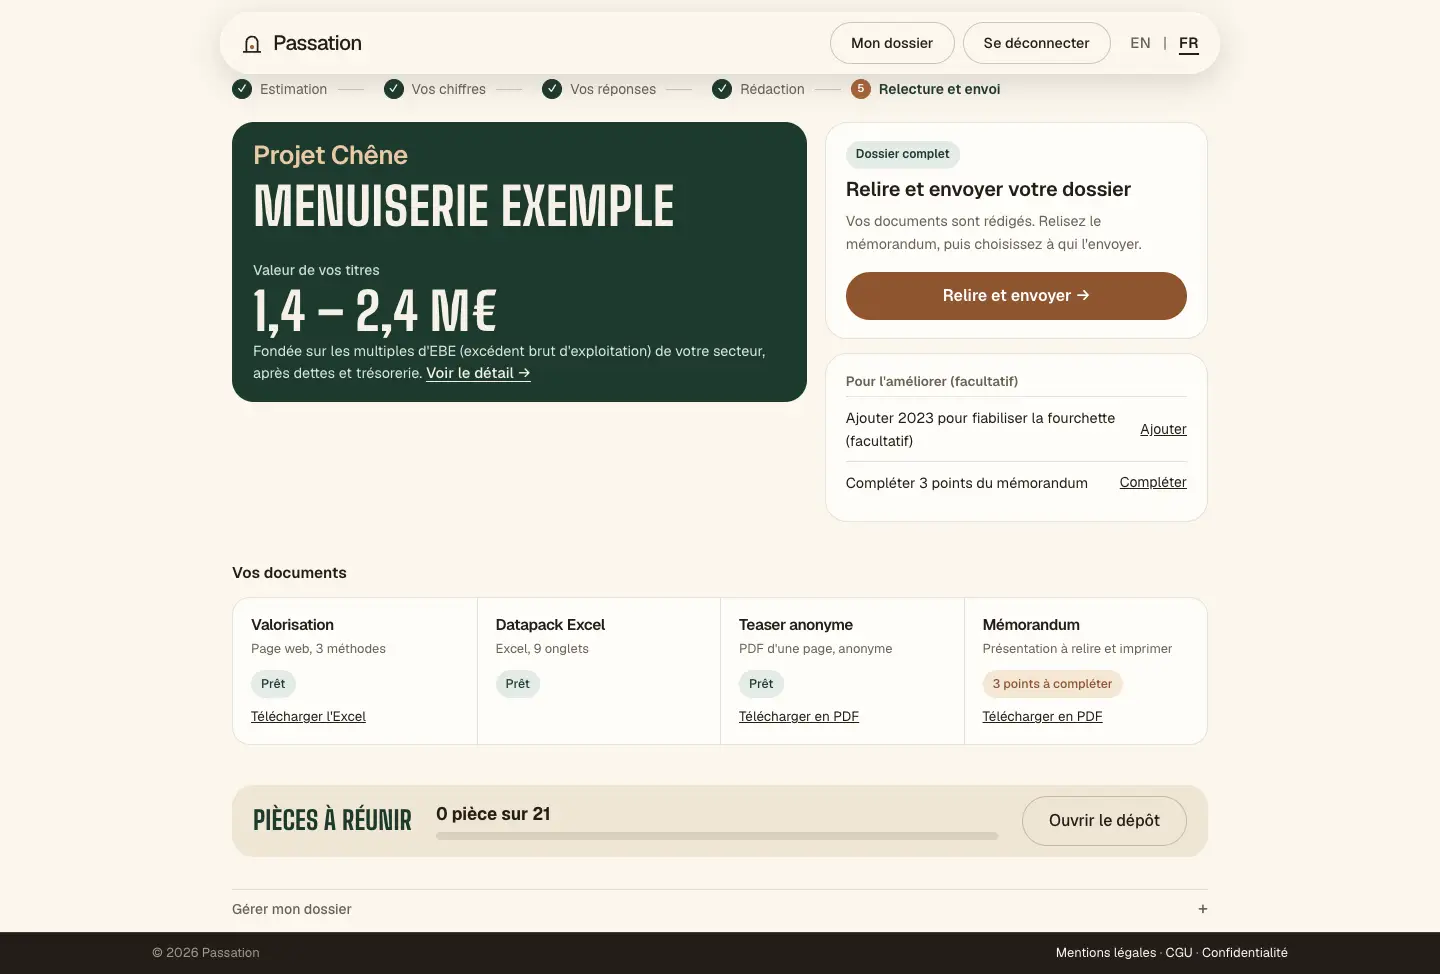 Passation
Mon dossier
Se déconnecter
EN | FR
Estimation
Vos chiffres
Vos réponses
Rédaction
5 Relecture et envoi
Projet Chêne
MENUISERIE EXEMPLE
Valeur de vos titres
1,4 – 2,4 M€
Fondée sur les multiples d'EBE (excédent brut d'exploitation) de votre secteur,
après dettes et trésorerie. Voir le détail →
Dossier complet
Relire et envoyer votre dossier
Vos documents sont rédigés. Relisez le
mémorandum, puis choisissez à qui l'envoyer.
Relire et envoyer →
Pour l'améliorer (facultatif)
Ajouter 2023 pour fiabiliser la fourchette
(facultatif)
Ajouter
Compléter 3 points du mémorandum
Compléter
Vos documents
Valorisation
Page web, 3 méthodes
Prêt
Télécharger l'Excel
Datapack Excel
Excel, 9 onglets
Prêt
Teaser anonyme
PDF d'une page, anonyme
Prêt
Télécharger en PDF
Mémorandum
Présentation à relire et imprimer
3 points à compléter
Télécharger en PDF
PIÈCES À RÉUNIR
0 pièce sur 21
Ouvrir le dépôt
Gérer mon dossier
+
© 2026 Passation
Mentions légales · CGU · Confidentialité